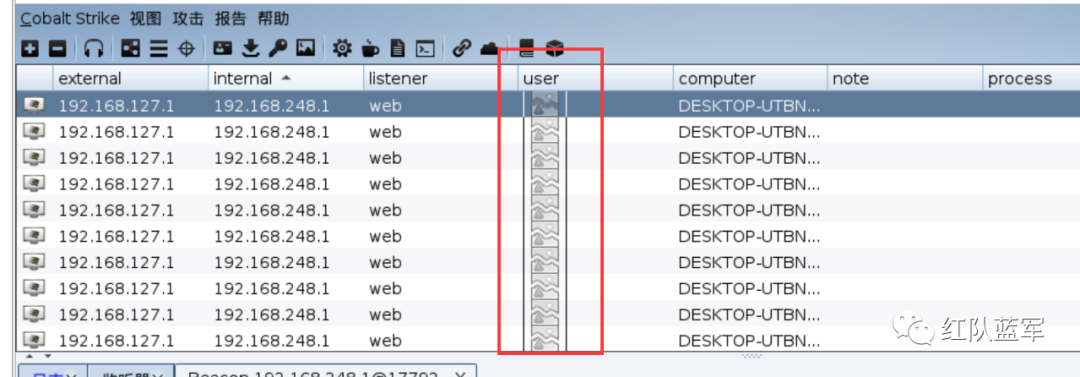 Cobalt Strike 视图 攻击 报告 帮助
external internal listener user computer note process
192.168.127.1 192.168.248.1 web DESKTOP-UTBN...
192.168.127.1 192.168.248.1 web DESKTOP-UTBN...
192.168.127.1 192.168.248.1 web DESKTOP-UTBN...
192.168.127.1 192.168.248.1 web DESKTOP-UTBN...
192.168.127.1 192.168.248.1 web DESKTOP-UTBN...
192.168.127.1 192.168.248.1 web DESKTOP-UTBN...
192.168.127.1 192.168.248.1 web DESKTOP-UTBN...
192.168.127.1 192.168.248.1 web DESKTOP-UTBN...
192.168.127.1 192.168.248.1 web DESKTOP-UTBN...
192.168.127.1 192.168.248.1 web DESKTOP-UTBN...
红队蓝军
Beacon 192.168.248.1@17792 X